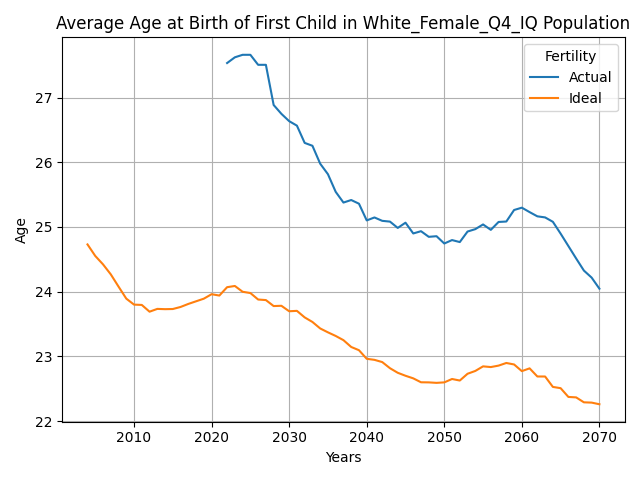 Average Age at Birth of First Child in White_Female_Q4_IQ Population
Fertility
Actual
Ideal
27
26
25
24
23
22
Age
2010 2020 2030 2040 2050 2060 2070
Years